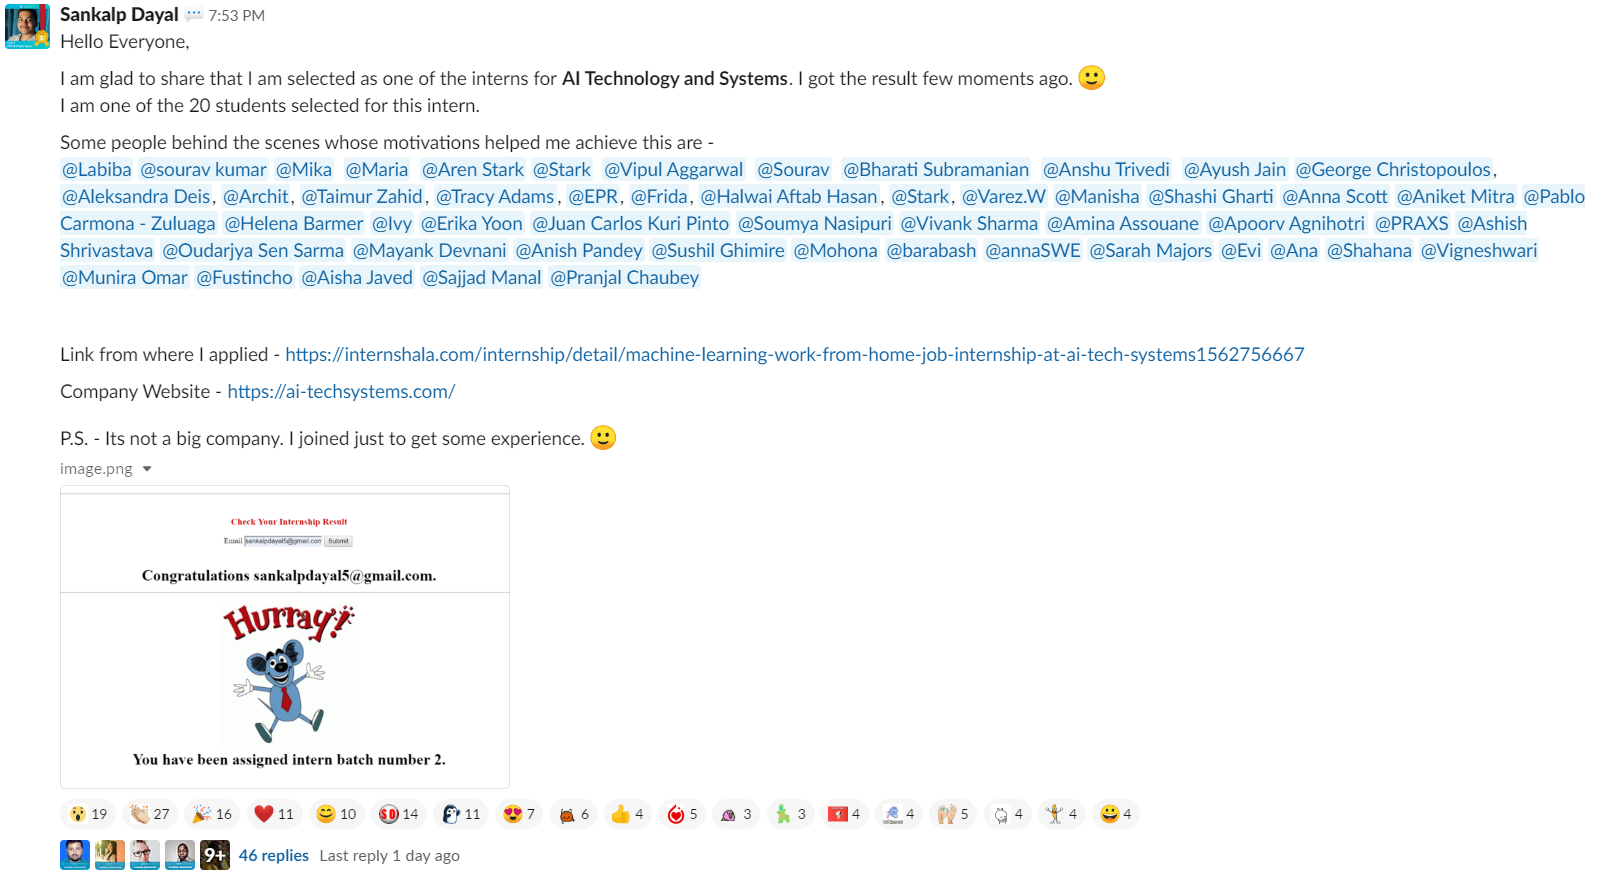 Sankalp Dayal 7:53 PM
Hello Everyone,
I am glad to share that I am selected as one of the interns for AI Technology and Systems. I got the result few moments ago.
I am one of the 20 students selected for this intern.
Some people behind the scenes whose motivations helped me achieve this are -
@Labiba @sourav kumar @Mika @Maria @Aren Stark @Stark @Vipul Aggarwal @Sourav @Bharati Subramanian @Anshu Trivedi @Ayush Jain @George Christopoulos,
@Aleksandra Deis, @Archit, @Taimur Zahid, @Tracy Adams, @EPR, @Frida, @Halwai Aftab Hasan, @Stark, @Varez.W @Manisha @Shashi Gharti @Anna Scott @Aniket Mitra @Pablo
Carmona - Zuluaga @Helena Barmer @Ivy @Erika Yoon @Juan Carlos Kuri Pinto @Soumya Nasipuri @Vivank Sharma @Amina Assouane @Apoorv Agnihotri @PRAXS @Ashish
Shrivastava @Oudarjya Sen Sarma @Mayank Devnani @Anish Pandey @Sushil Ghimire @Mohona @barabash @annaSWE @Sarah Majors @Evi @Ana @Shahana @Vigneshwari
@Munira Omar @Fustincho @Aisha Javed @Sajjad Manal @Pranjal Chaubey
Link from where I applied - https://internshala.com/internship/detail/machine-learning-work-from-home-job-internship-at-ai-tech-systems1562756667
Company Website - https://ai-techsystems.com/
P.S. - Its not a big company. I joined just to get some experience.
image.png
Check Your Internship Result
Email sankalpdayal5@gmail.com Submit
Congratulations sankalpdayal5@gmail.com.
Hurray!
You have been assigned intern batch number 2.
19 27 16 11 10 SO 14 11 7 6 4 5 3 3 4 4 5 4 4 4
9+ 46 replies Last reply 1 day ago